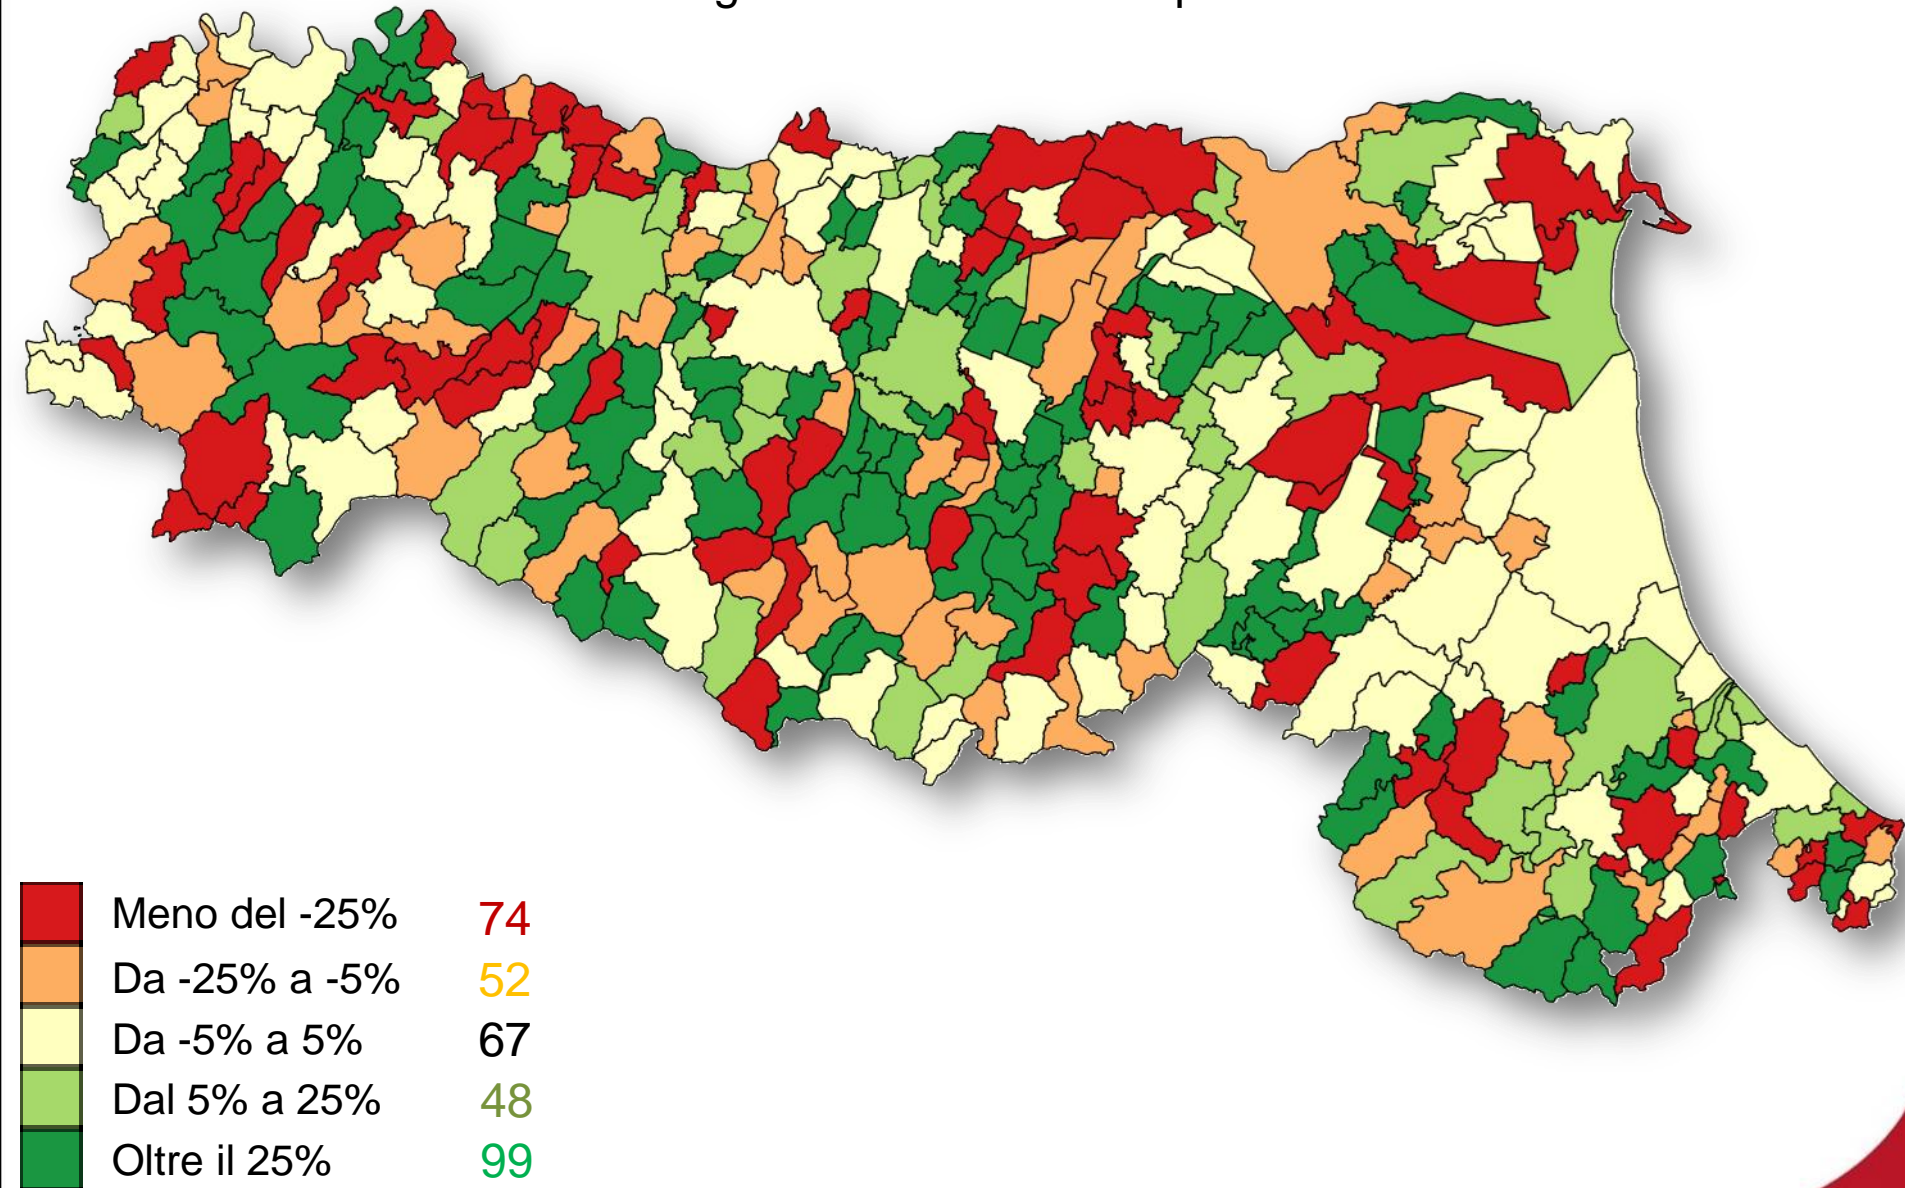 Meno del -25% 74
Da -25% a -5% 52
Da -5% a 5% 67
Dal 5% a 25% 48
Oltre il 25% 99